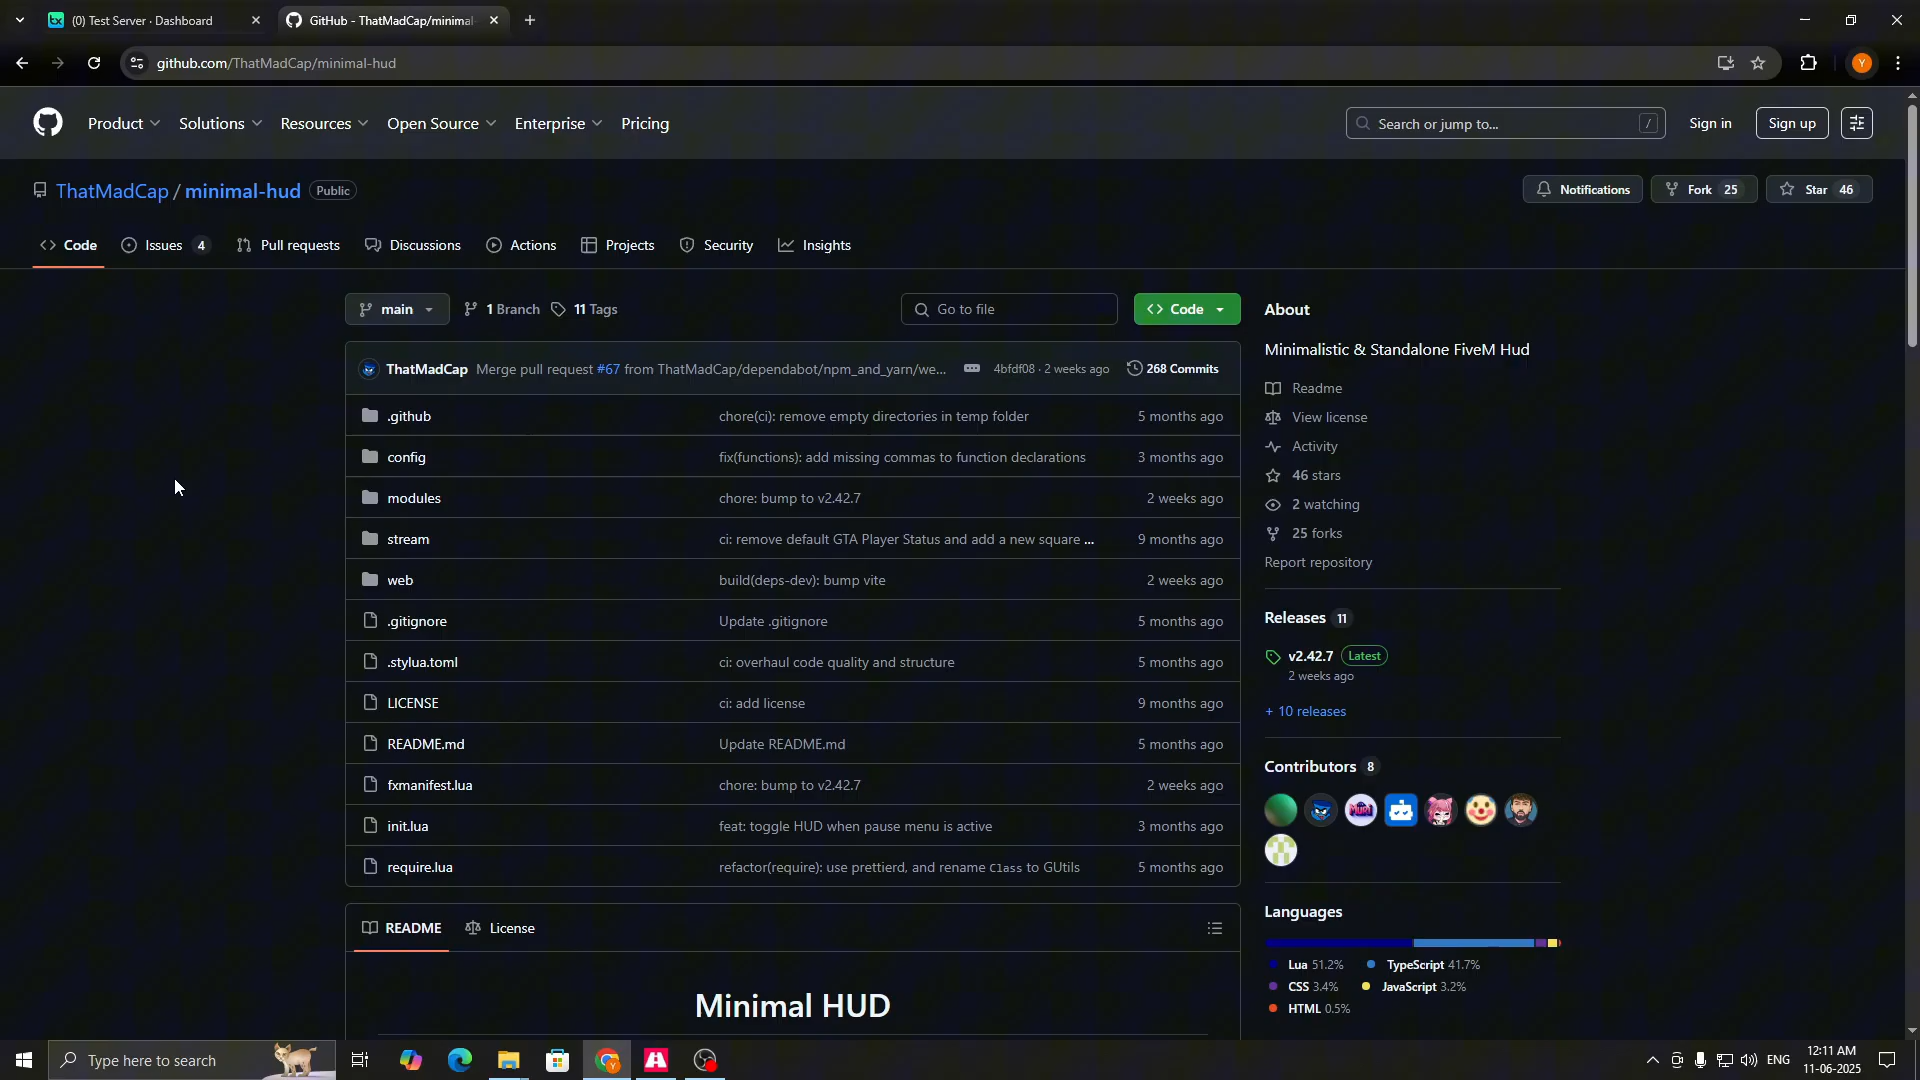 (0) Test Server · Dashboard
GitHub - ThatMadCap/minimal-
github.com/ThatMadCap/minimal-hud
Y
Product
Solutions
Resources
Open Source
Enterprise
Pricing
Search or jump to...
/
Sign in
Sign up
ThatMadCap / minimal-hud Public
Notifications
Fork 25
Star 46
Code
Issues 4
Pull requests
Discussions
Actions
Projects
Security
Insights
main
1 Branch
11 Tags
Go to file
Code
ThatMadCap Merge pull request #67 from ThatMadCap/dependabot/npm_and_yarn/we... 4bfdf08 · 2 weeks ago 268 Commits
.github chore(ci): remove empty directories in temp folder 5 months ago
config fix(functions): add missing commas to function declarations 3 months ago
modules chore: bump to v2.42.7 2 weeks ago
stream ci: remove default GTA Player Status and add a new square ... 9 months ago
web build(deps-dev): bump vite 2 weeks ago
.gitignore Update .gitignore 5 months ago
.stylua.toml ci: overhaul code quality and structure 5 months ago
LICENSE ci: add license 9 months ago
README.md Update README.md 5 months ago
fxmanifest.lua chore: bump to v2.42.7 2 weeks ago
init.lua feat: toggle HUD when pause menu is active 3 months ago
require.lua refactor(require): use prettierd, and rename Class to GUtils 5 months ago
README
License
Minimal HUD
About
Minimalistic & Standalone FiveM Hud
Readme
View license
Activity
46 stars
2 watching
25 forks
Report repository
Releases 11
v2.42.7 Latest
2 weeks ago
+ 10 releases
Contributors 8
Languages
Lua 51.2% TypeScript 41.7%
CSS 3.4% JavaScript 3.2%
HTML 0.5%
Type here to search
ENG
12:11 AM
11-06-2025